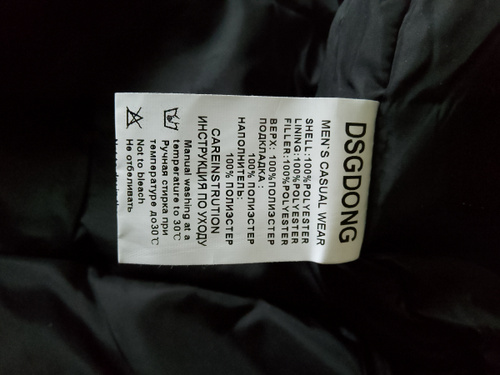 DSGDONG
MEN'S CASUAL WEAR
SHELL:100%POLYESTER
LINING:100%POLYESTER
FILLER:100%POLYESTER
ВЕРХ: 100%ПОЛИЭСТЕР
ПОДКЛАДКА :
100% ПОЛИЭСТЕР
НАПОЛНИТЕЛЬ:
100% ПОЛИЭСТЕР
CAREINSTRUTION
ИНСТРУКЦИЯ ПО УХОДУ
Manual washing at a
temperature to 30℃
Ручная стирка при
температуре до30℃
Not to bleach
Не отбеливать